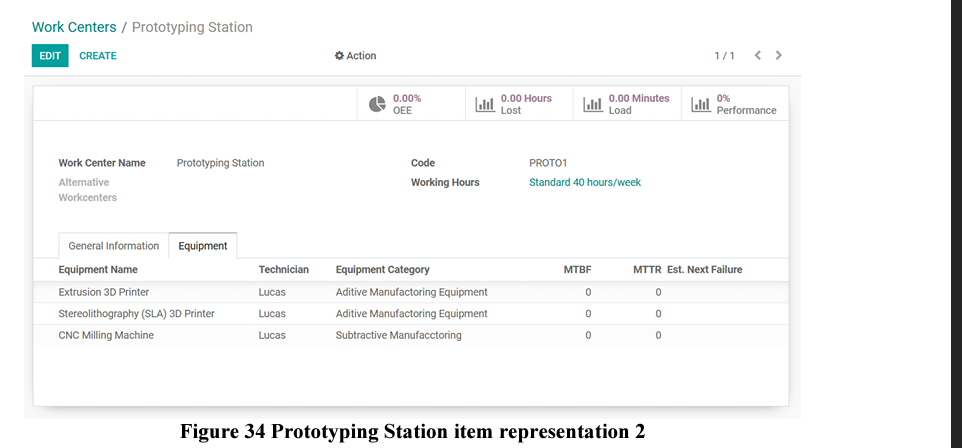 Work Centers / Prototyping Station
EDIT CREATE Action 1 / 1
0.00% 0.00 Hours 0.00 Minutes 0%
OEE Lost Load Performance
Work Center Name Prototyping Station Code PROTO1
Alternative Working Hours Standard 40 hours/week
Workcenters
General Information Equipment
Equipment Name Technician Equipment Category MTBF MTTR Est. Next Failure
Extrusion 3D Printer Lucas Aditive Manufactoring Equipment 0 0
Stereolithography (SLA) 3D Printer Lucas Aditive Manufactoring Equipment 0 0
CNC Milling Machine Lucas Subtractive Manufacctoring 0 0
Figure 34 Prototyping Station item representation 2